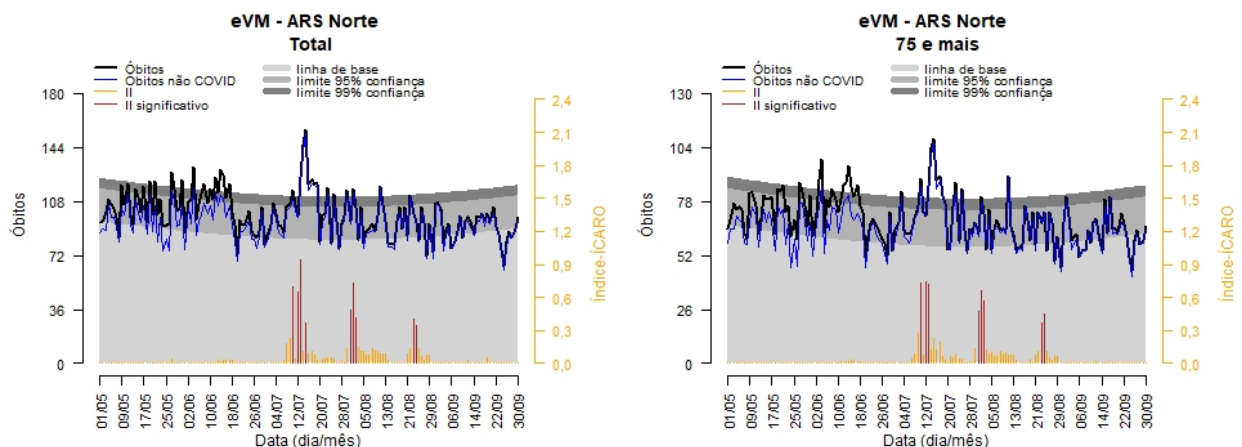 eVM - ARS Norte
Total
Óbitos
Óbitos não COVID
II
II significativo
linha de base
limite 95% confiança
limite 99% confiança
180
144
108
72
36
0
Óbitos
2,4
2,1
1,8
1,5
1,2
0,9
0,6
0,3
0,0
Índice-ÍCARO
01/05
09/05
17/05
25/05
02/06
10/06
18/06
26/06
04/07
12/07
20/07
28/07
05/08
13/08
21/08
29/08
06/09
14/09
22/09
30/09
Data (dia/mês)
eVM - ARS Norte
75 e mais
Óbitos
Óbitos não COVID
II
II significativo
linha de base
limite 95% confiança
limite 99% confiança
130
104
78
52
26
0
Óbitos
2,4
2,1
1,8
1,5
1,2
0,9
0,6
0,3
0,0
Índice-ÍCARO
01/05
09/05
17/05
25/05
02/06
10/06
18/06
26/06
04/07
12/07
20/07
28/07
05/08
13/08
21/08
29/08
06/09
14/09
22/09
30/09
Data (dia/mês)